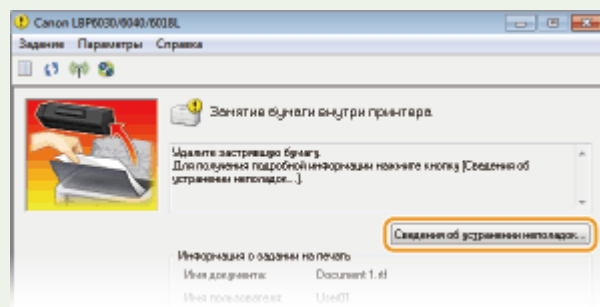 Canon LBP6030/6040/6018L
Задание Параметры Справка
Замятие бумаги внутри принтера
Удалите застрявшую бумагу.
Для получения подробной информации нажмите кнопку [Сведения об
устранении неполадок...].
Сведения об устранении неполадок...
Информация о задании на печать
Имя документа: Document 1.rtf
Имя пользователя: User01